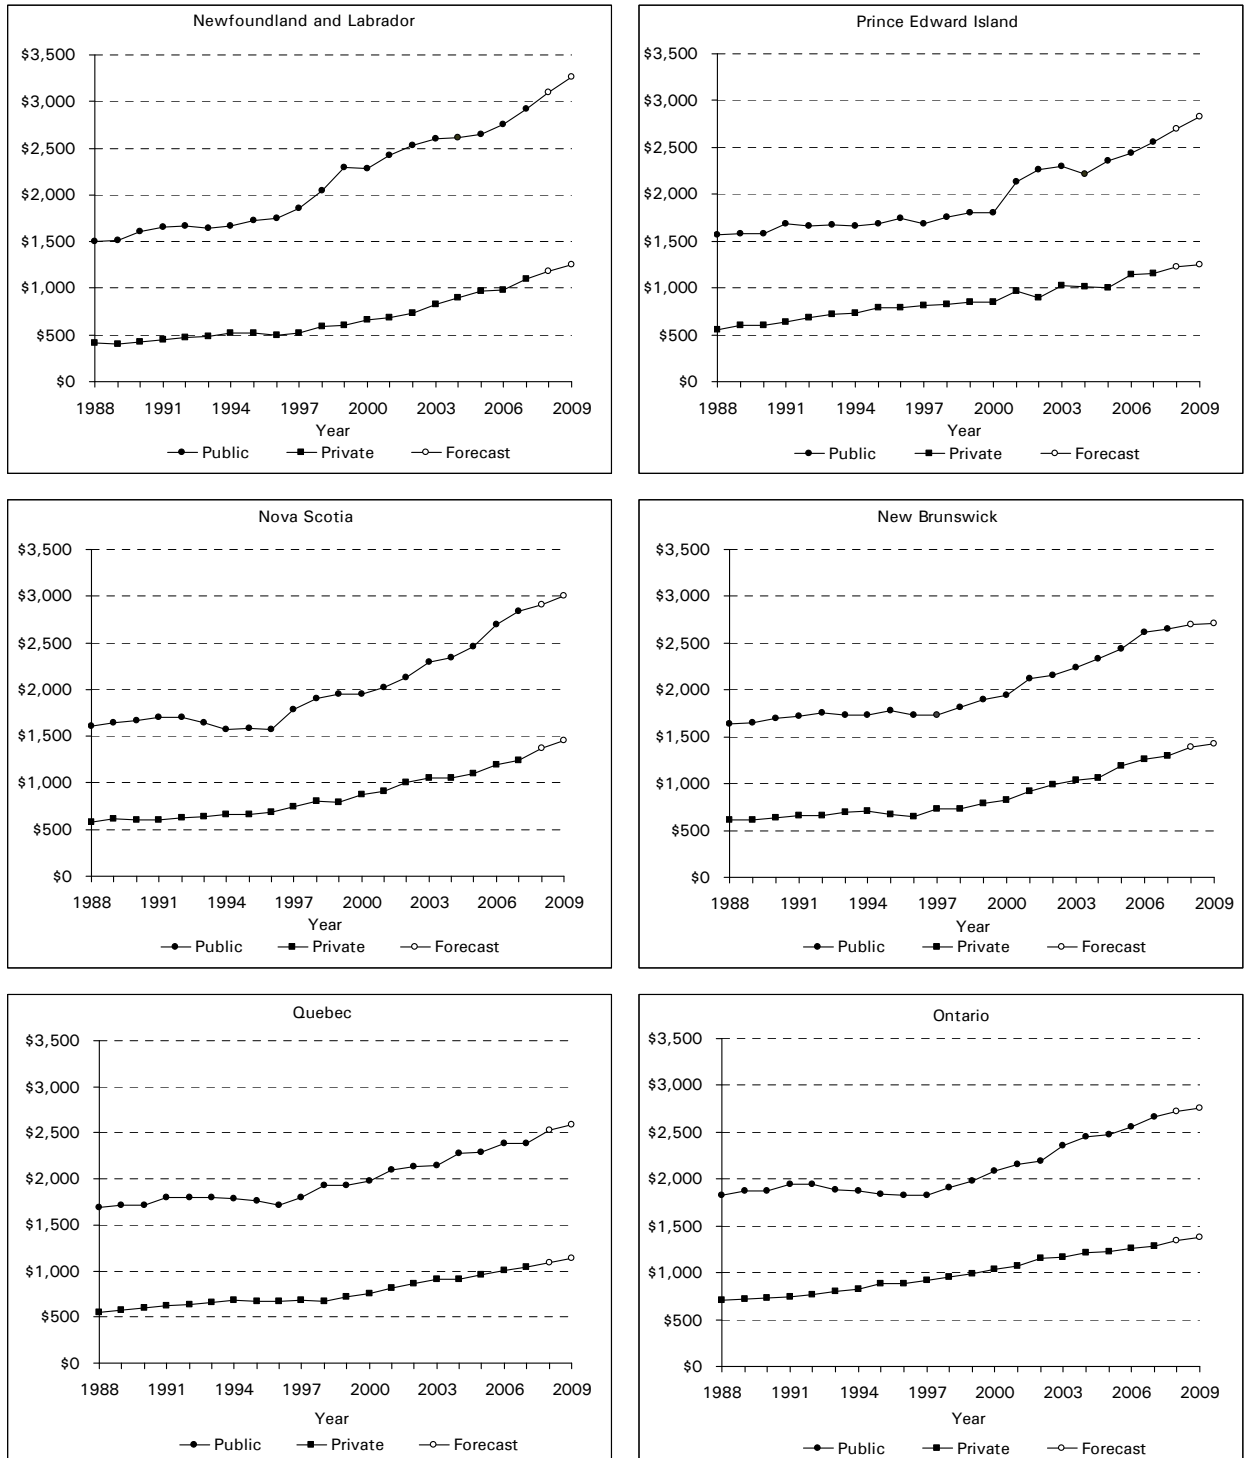 Newfoundland and Labrador
$3,500
$3,000
$2,500
$2,000
$1,500
$1,000
$500
$0
1988 1991 1994 1997 2000 2003 2006 2009
Year
Public Private Forecast
Prince Edward Island
$3,500
$3,000
$2,500
$2,000
$1,500
$1,000
$500
$0
1988 1991 1994 1997 2000 2003 2006 2009
Year
Public Private Forecast
Nova Scotia
$3,500
$3,000
$2,500
$2,000
$1,500
$1,000
$500
$0
1988 1991 1994 1997 2000 2003 2006 2009
Year
Public Private Forecast
New Brunswick
$3,500
$3,000
$2,500
$2,000
$1,500
$1,000
$500
$0
1988 1991 1994 1997 2000 2003 2006 2009
Year
Public Private Forecast
Quebec
$3,500
$3,000
$2,500
$2,000
$1,500
$1,000
$500
$0
1988 1991 1994 1997 2000 2003 2006 2009
Year
Public Private Forecast
Ontario
$3,500
$3,000
$2,500
$2,000
$1,500
$1,000
$500
$0
1988 1991 1994 1997 2000 2003 2006 2009
Year
Public Private Forecast